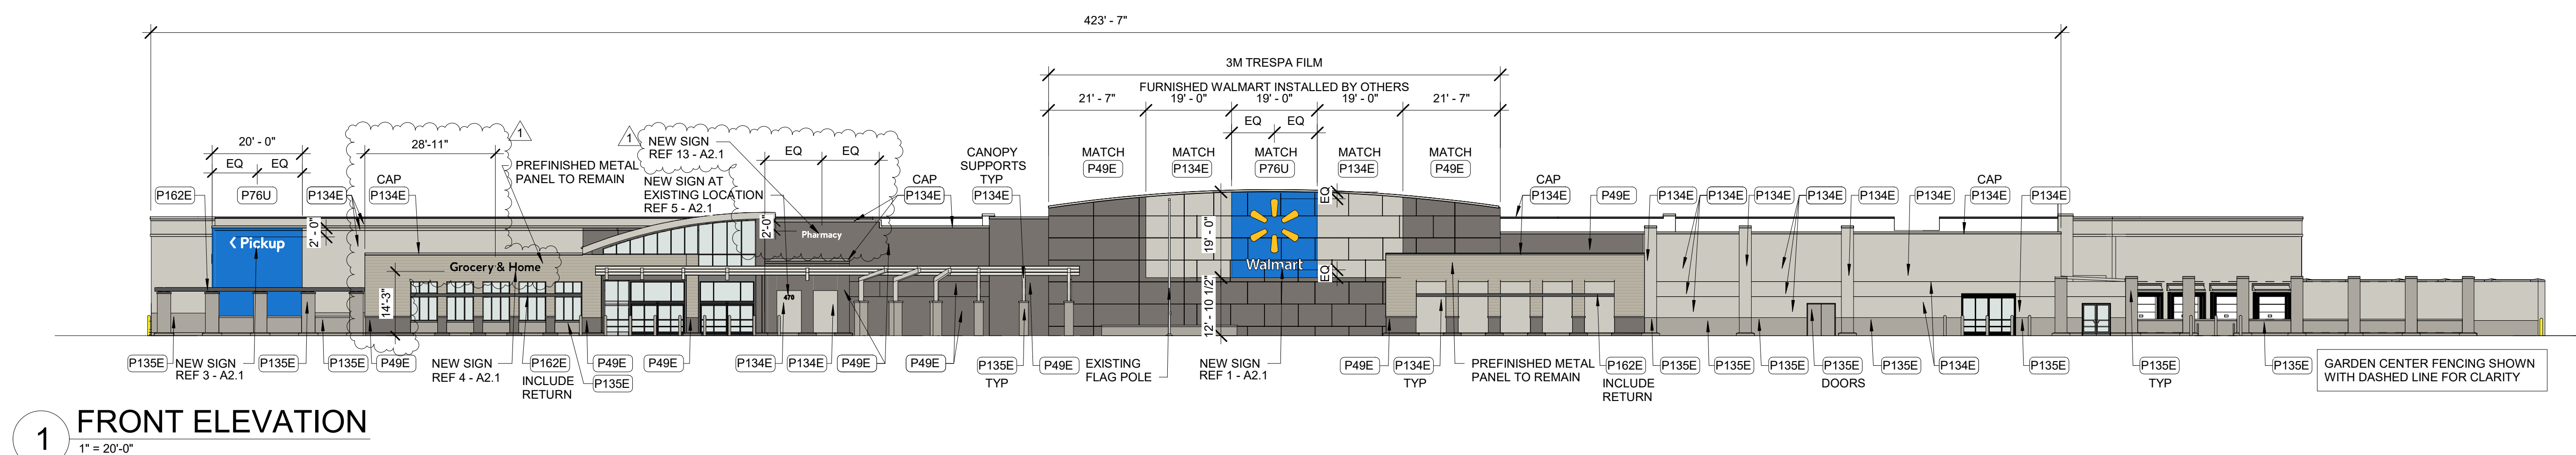 423' - 7"
3M TRESPA FILM
FURNISHED WALMART INSTALLED BY OTHERS
21' - 7" 19' - 0" 19' - 0" 19' - 0" 21' - 7"
EQ EQ
MATCH P49E
MATCH P134E
MATCH P76U
MATCH P134E
MATCH P49E
20' - 0"
EQ EQ
28'-11"
1
1
NEW SIGN
REF 13 - A2.1
EQ EQ
PREFINISHED METAL
PANEL TO REMAIN
NEW SIGN AT
EXISTING LOCATION
REF 5 - A2.1
CANOPY
SUPPORTS
TYP
P134E
P162E
P76U
P134E
CAP
P134E
CAP
P134E
CAP
P134E
P49E
P134E
P134E
P134E
P134E
P134E
P134E
CAP
P134E
P134E
2' - 0"
2'-0"
14'-3"
19' - 0"
12' - 10 1/2"
EQ
EQ
Pickup
Grocery & Home
Pharmacy
470
Walmart
P135E
NEW SIGN
REF 3 - A2.1
P135E
P135E
P49E
NEW SIGN
REF 4 - A2.1
P162E
INCLUDE
RETURN
P49E
P135E
P49E
P134E
P134E
P49E
P49E
P135E
TYP
P49E
EXISTING
FLAG POLE
NEW SIGN
REF 1 - A2.1
P49E
P134E
TYP
PREFINISHED METAL
PANEL TO REMAIN
P162E
INCLUDE
RETURN
P135E
P135E
P135E
P135E
DOORS
P135E
P134E
P135E
P135E
TYP
P135E
GARDEN CENTER FENCING SHOWN
WITH DASHED LINE FOR CLARITY
1
FRONT ELEVATION
1" = 20'-0"